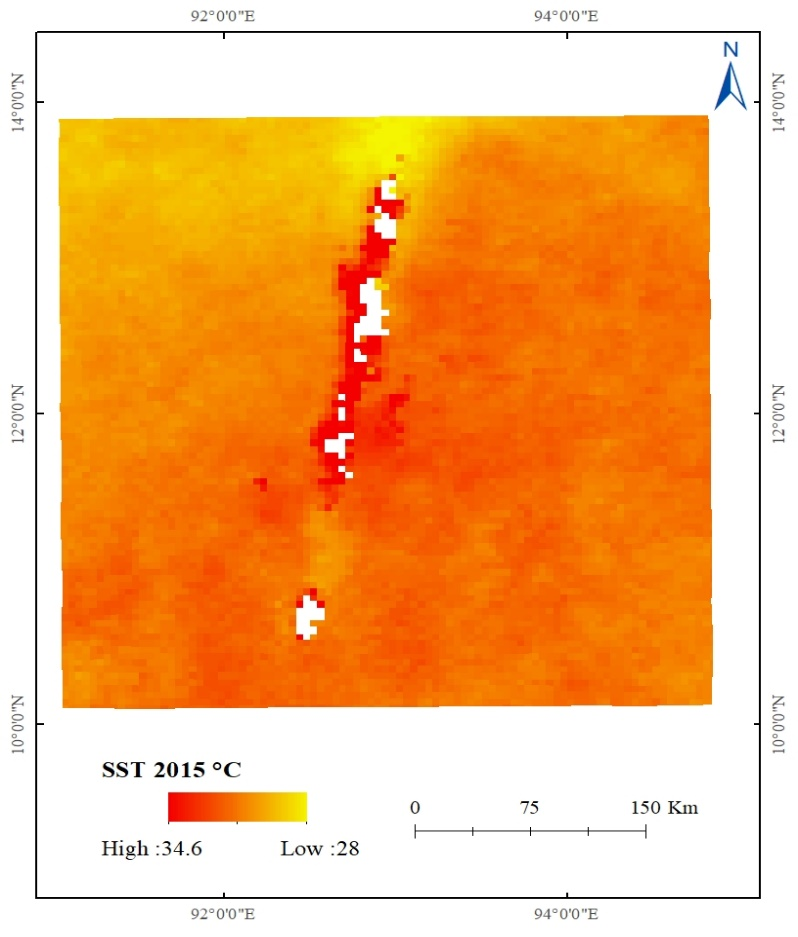 92°0'0"E 94°0'0"E
N
14°0'0"N 14°0'0"N
12°0'0"N 12°0'0"N
10°0'0"N 10°0'0"N
SST 2015 °C
0 75 150 Km
High :34.6 Low :28
92°0'0"E 94°0'0"E